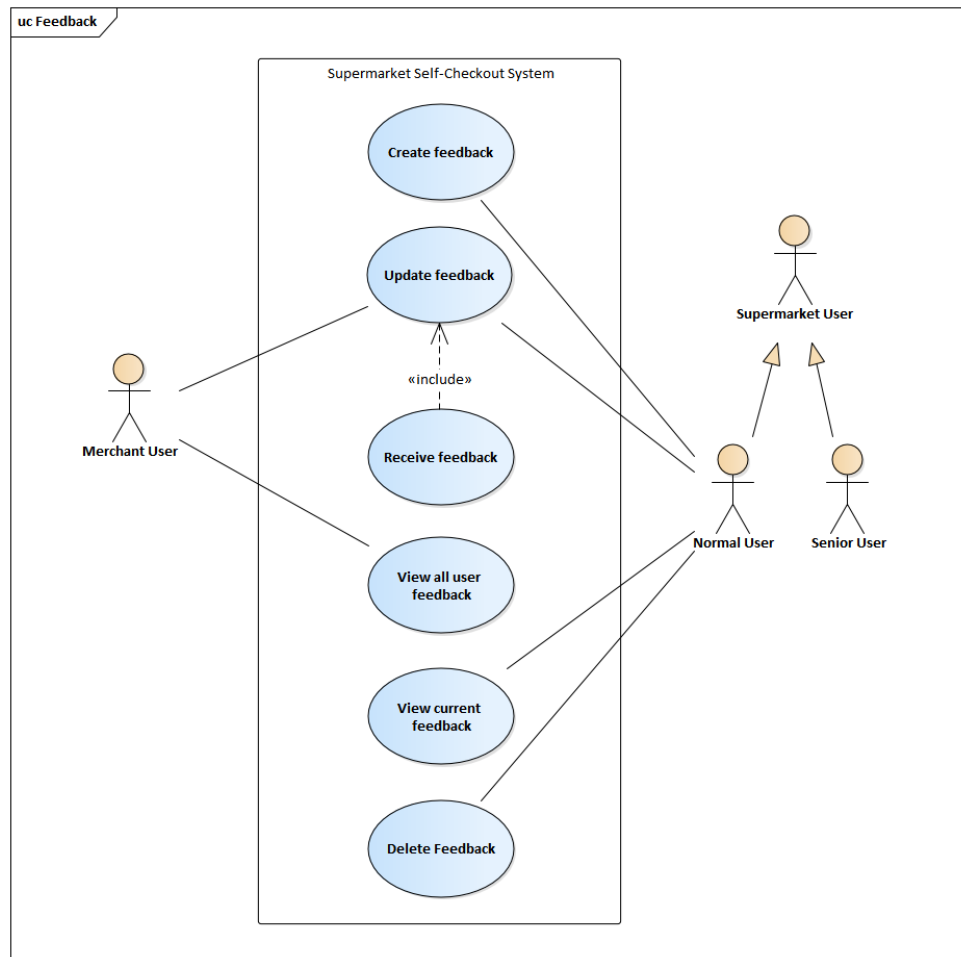 uc Feedback
Supermarket Self-Checkout System
Create feedback
Update feedback
Supermarket User
«include»
Merchant User
Receive feedback
Normal User
Senior User
View all user
feedback
View current
feedback
Delete Feedback